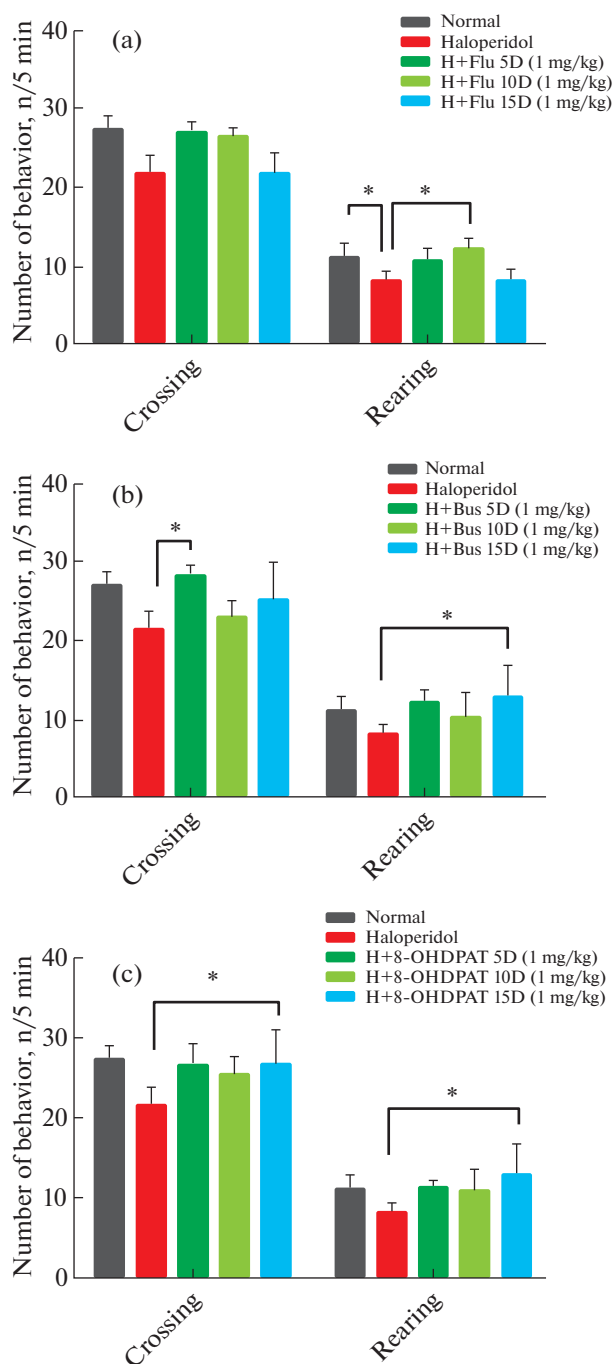 (a)
Normal
Haloperidol
H+Flu 5D (1 mg/kg)
H+Flu 10D (1 mg/kg)
H+Flu 15D (1 mg/kg)
Number of behavior, n/5 min
40
30
20
10
0
*
*
Crossing
Rearing
(b)
Normal
Haloperidol
H+Bus 5D (1 mg/kg)
H+Bus 10D (1 mg/kg)
H+Bus 15D (1 mg/kg)
Number of behavior, n/5 min
40
30
20
10
0
*
*
Crossing
Rearing
(c)
Normal
Haloperidol
H+8-OHDPAT 5D (1 mg/kg)
H+8-OHDPAT 10D (1 mg/kg)
H+8-OHDPAT 15D (1 mg/kg)
Number of behavior, n/5 min
40
30
20
10
0
*
*
Crossing
Rearing